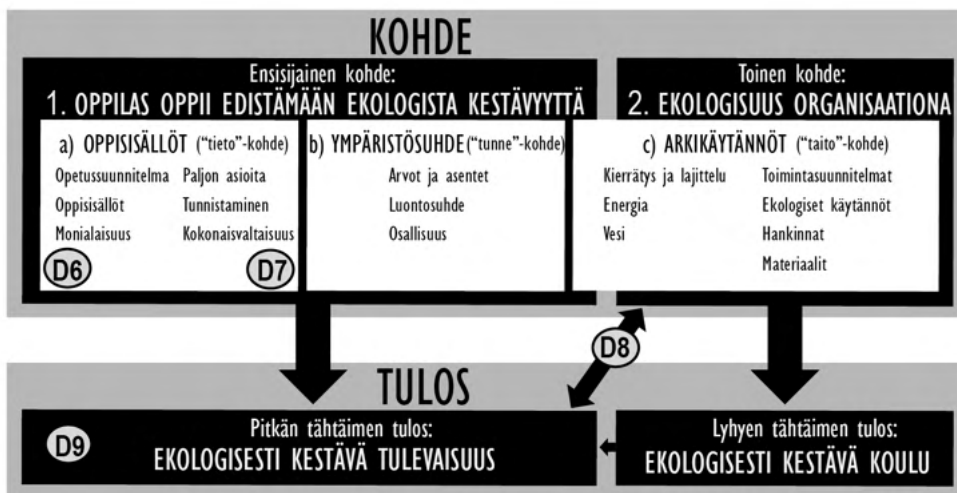 KOHDE
Ensisijainen kohde:
1. OPPILAS OPPII EDISTÄMÄÄN EKOLOGISTA KESTÄVYYTTÄ
a) OPPISISÄLLÖT ("tieto"-kohde)
Opetussuunnitelma Paljon asioita
Oppisisällöt Tunnistaminen
Monialaisuus Kokonaisvaltaisuus
D6 D7
b) YMPÄRISTÖSUHDE ("tunne"-kohde)
Arvot ja asentet
Luontosuhde
Osallisuus
Toinen kohde:
2. EKOLOGISUUS ORGANISAATIONA
c) ARKIKÄYTÄNNÖT ("taito"-kohde)
Kierrätys ja lajittelu Toimintasuunnitelmat
Energia Ekologiset käytännöt
Vesi Hankinnat
Materiaalit
D8
TULOS
D9
Pitkän tähtäimen tulos:
EKOLOGISESTI KESTÄVÄ TULEVAISUUS
Lyhyen tähtäimen tulos:
EKOLOGISESTI KESTÄVÄ KOULU